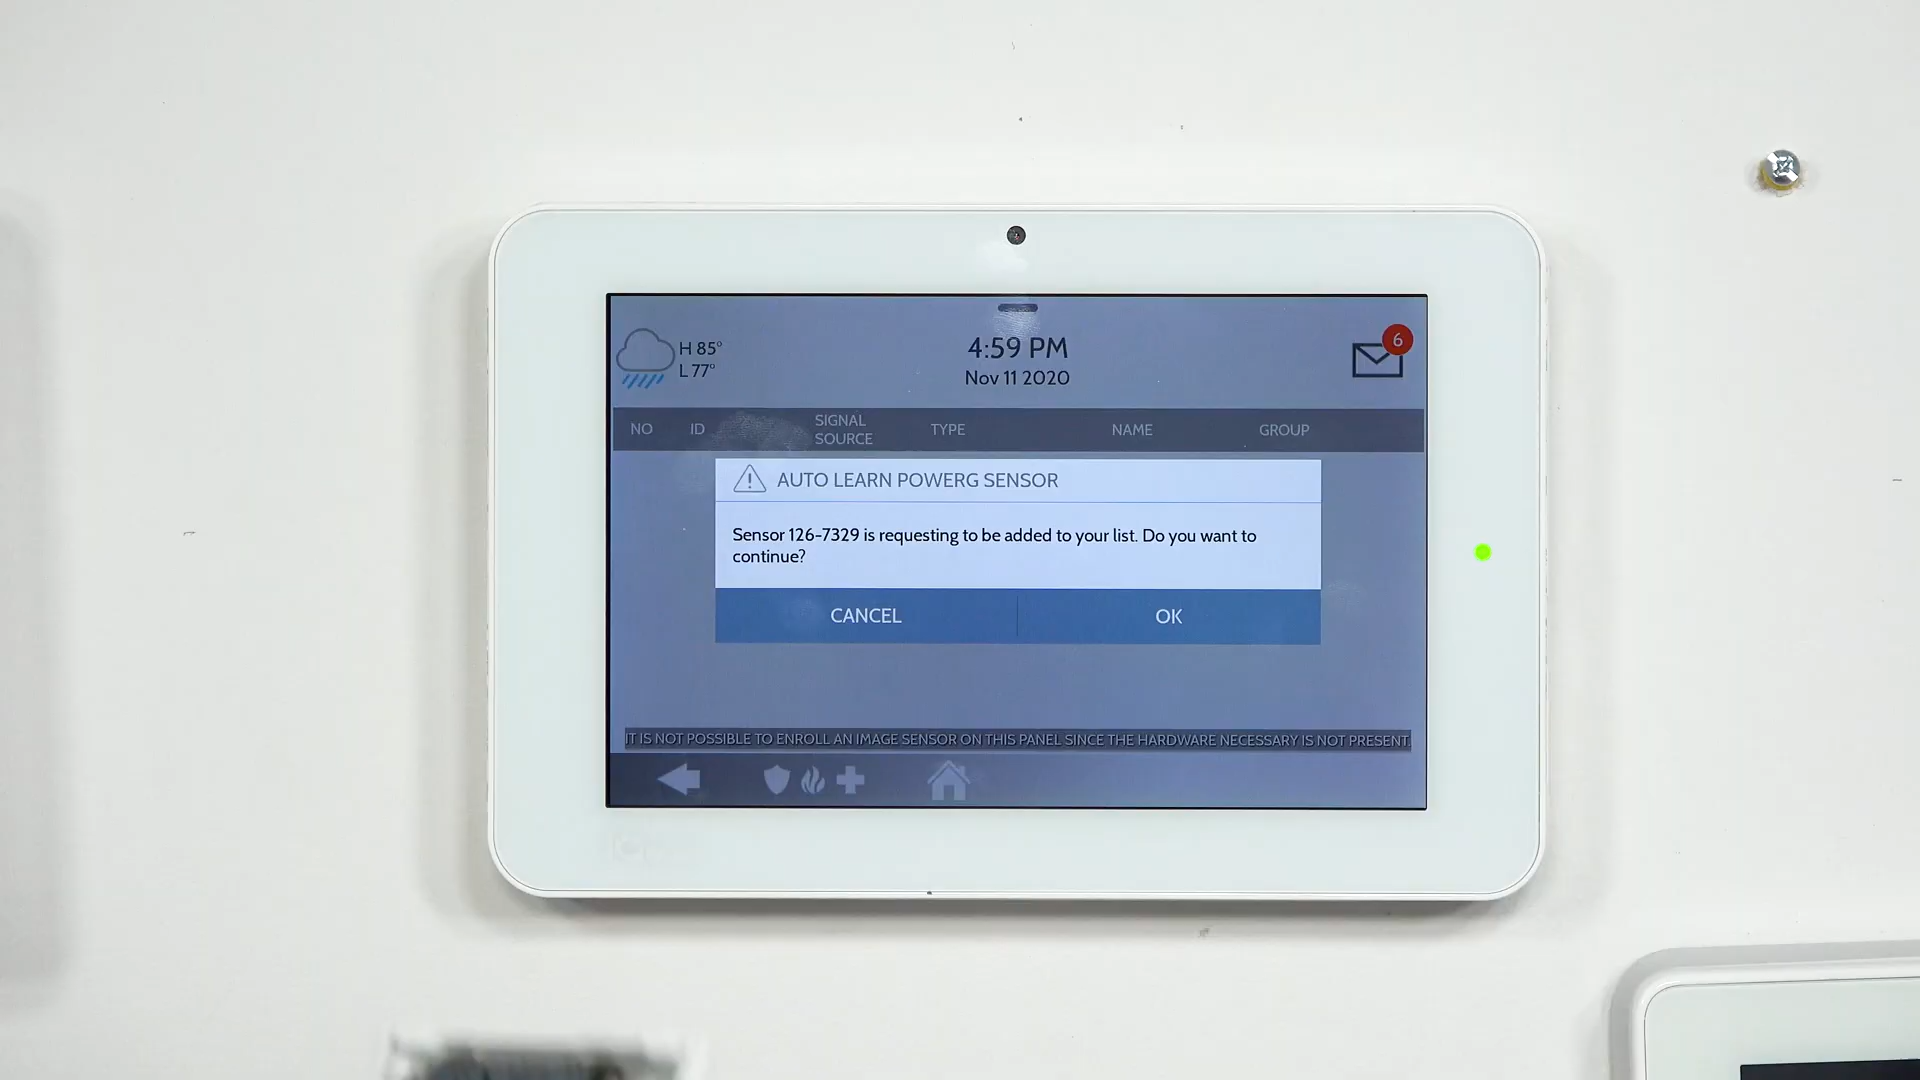 H 85°
L 77°
4:59 PM
Nov 11 2020
6
NO ID SIGNAL SOURCE TYPE NAME GROUP
AUTO LEARN POWERG SENSOR
Sensor 126-7329 is requesting to be added to your list. Do you want to
continue?
CANCEL OK
IT IS NOT POSSIBLE TO ENROLL AN IMAGE SENSOR ON THIS PANEL SINCE THE HARDWARE NECESSARY IS NOT PRESENT.